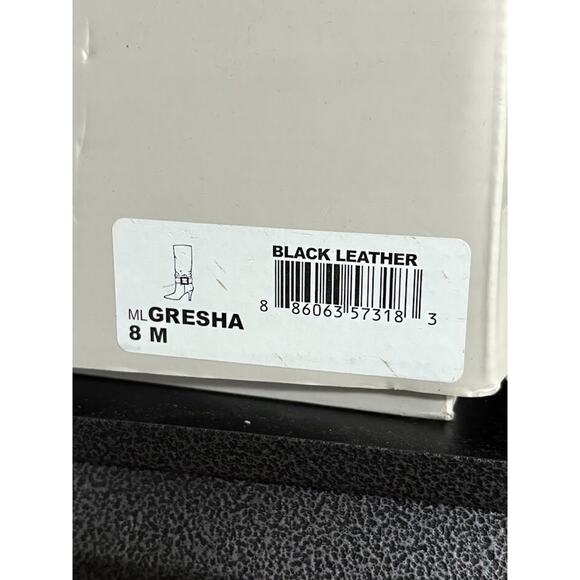 BLACK LEATHER
8 86063 57318 3
MLGRESHA
8 M